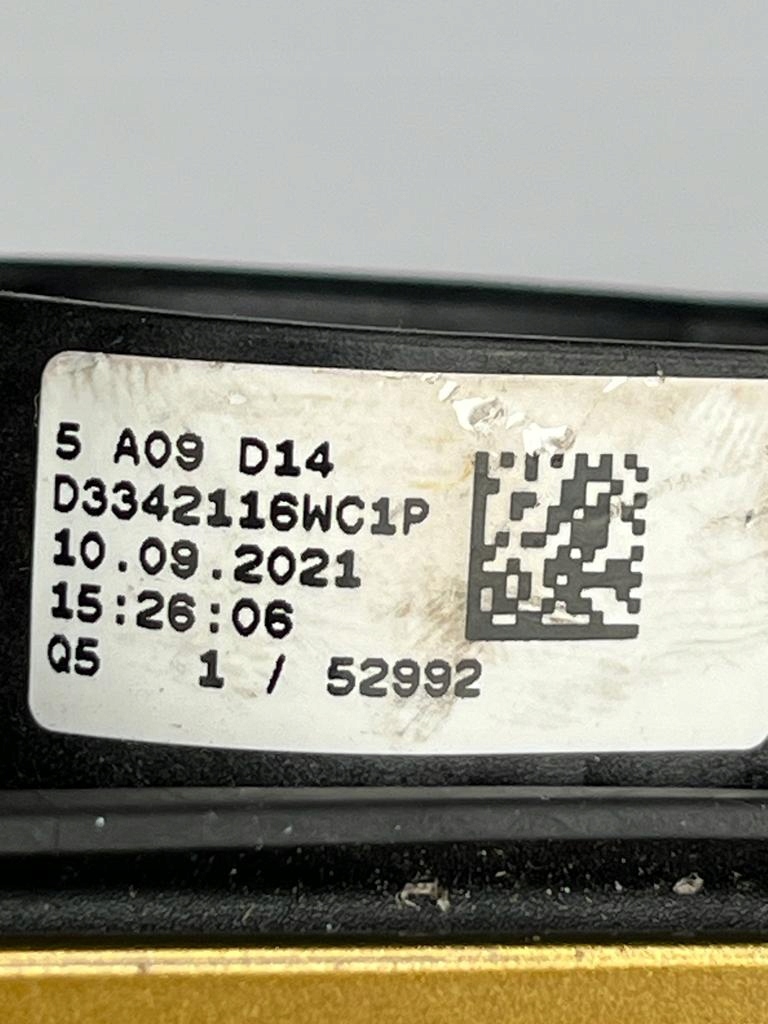 5 A09 D14
D3342116WC1P
10.09.2021
15:26:06
Q5 1 / 52992